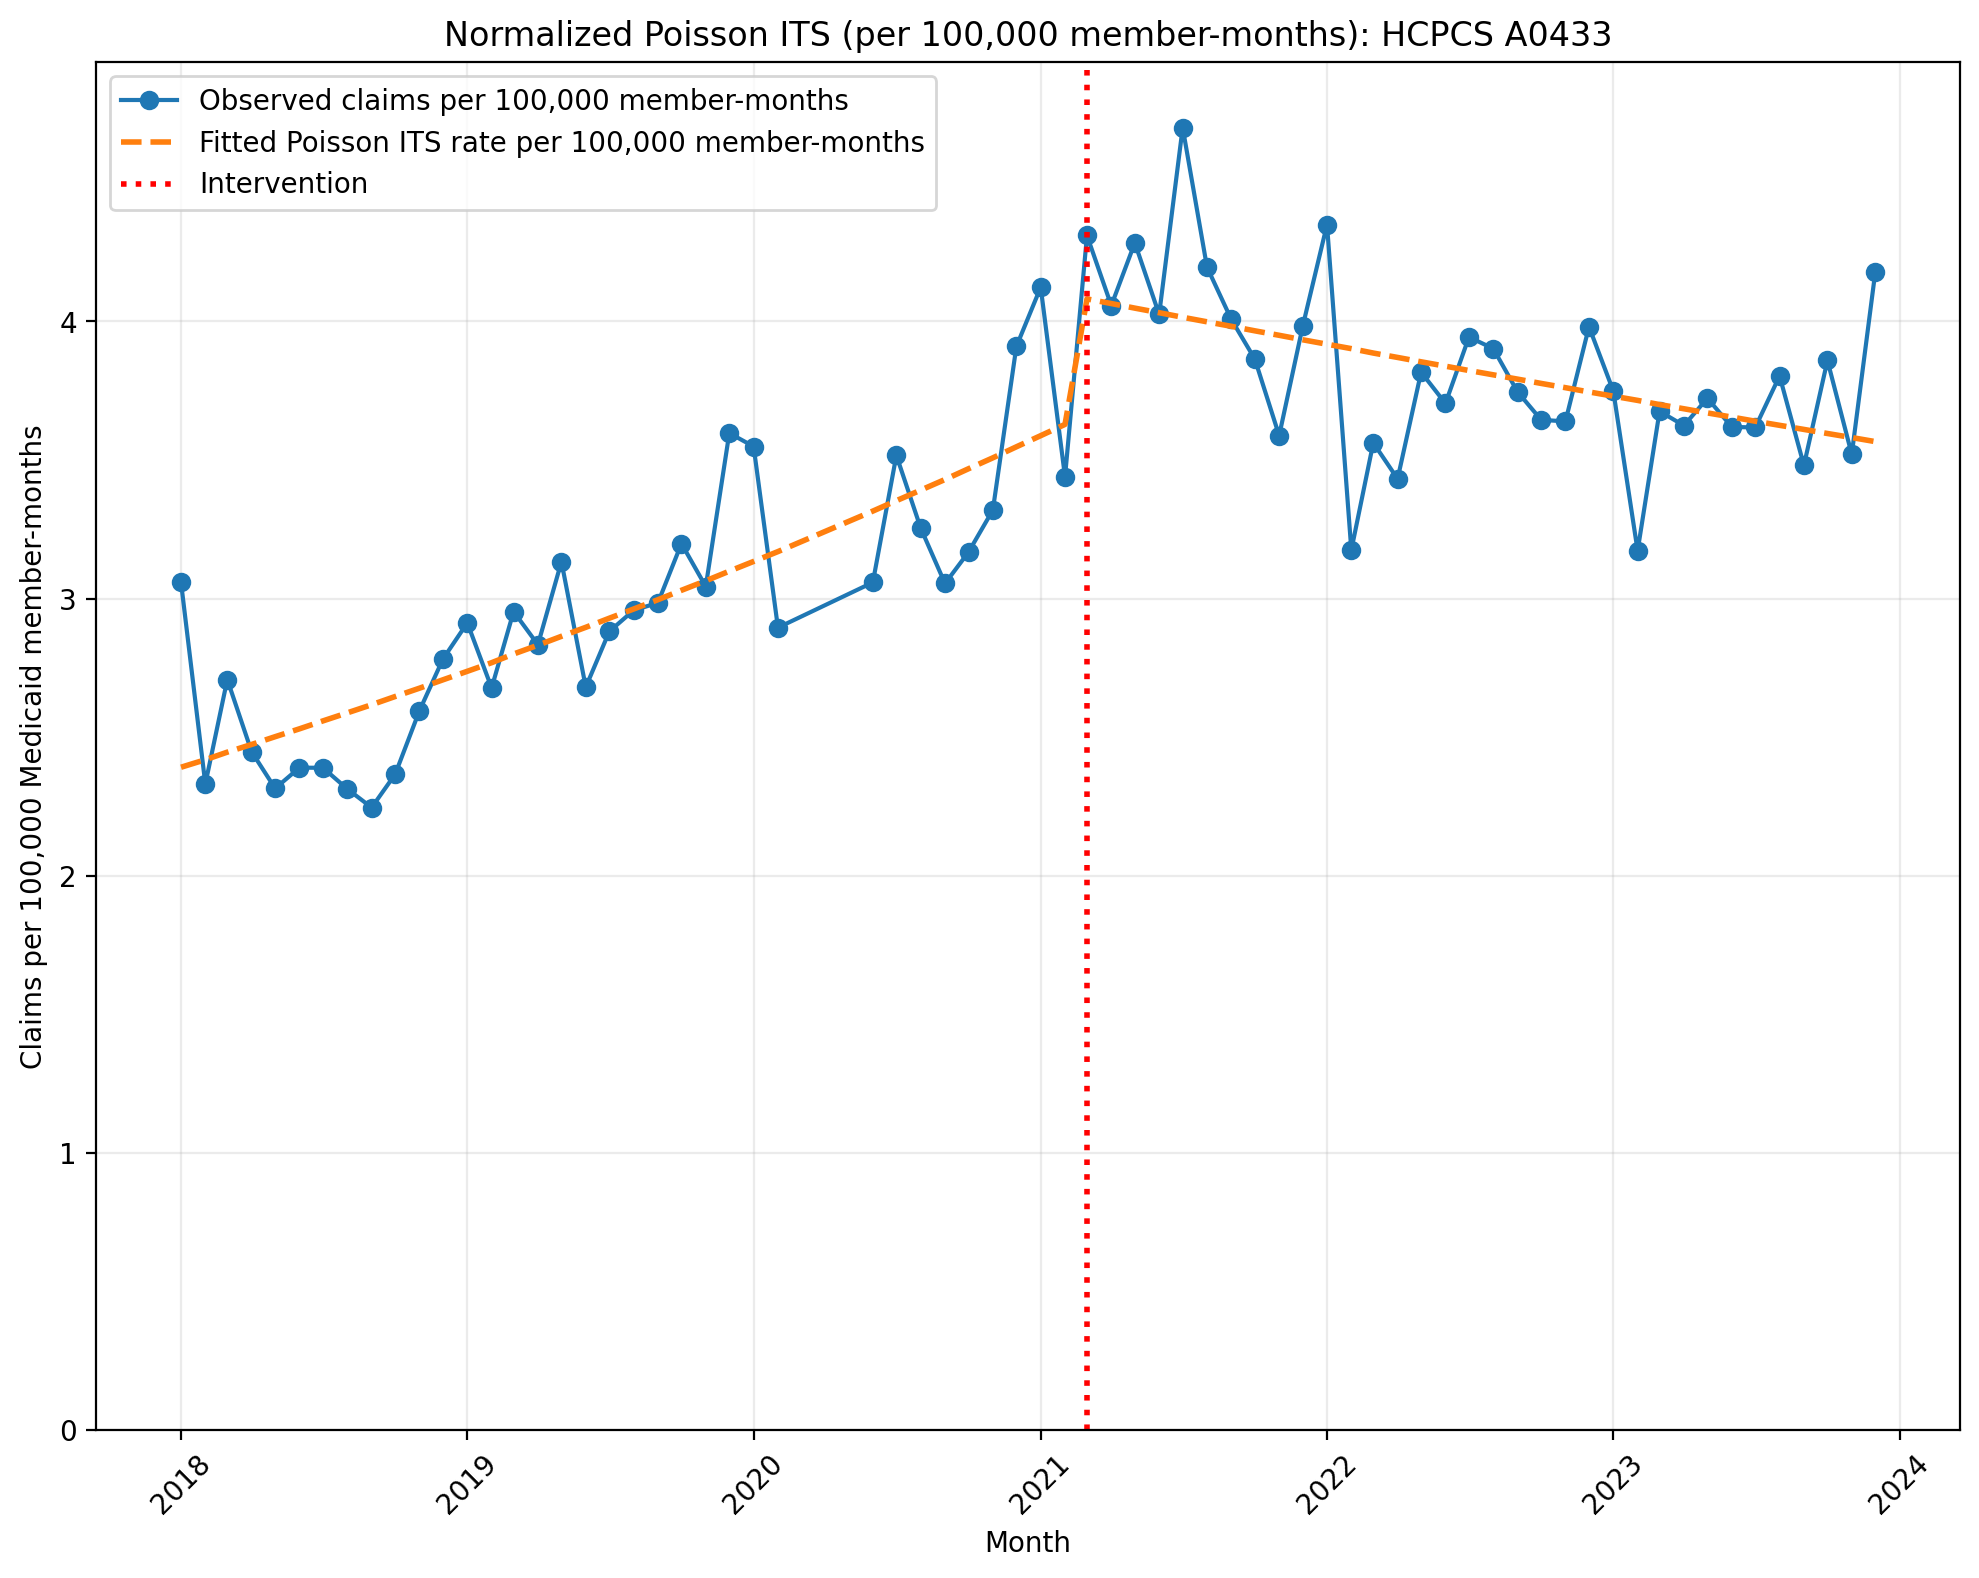 Normalized Poisson ITS (per 100,000 member-months): HCPCS A0433
Observed claims per 100,000 member-months
Fitted Poisson ITS rate per 100,000 member-months
Intervention
Claims per 100,000 Medicaid member-months
4
3
2
1
0
2018
2019
2020
2021
2022
2023
2024
Month